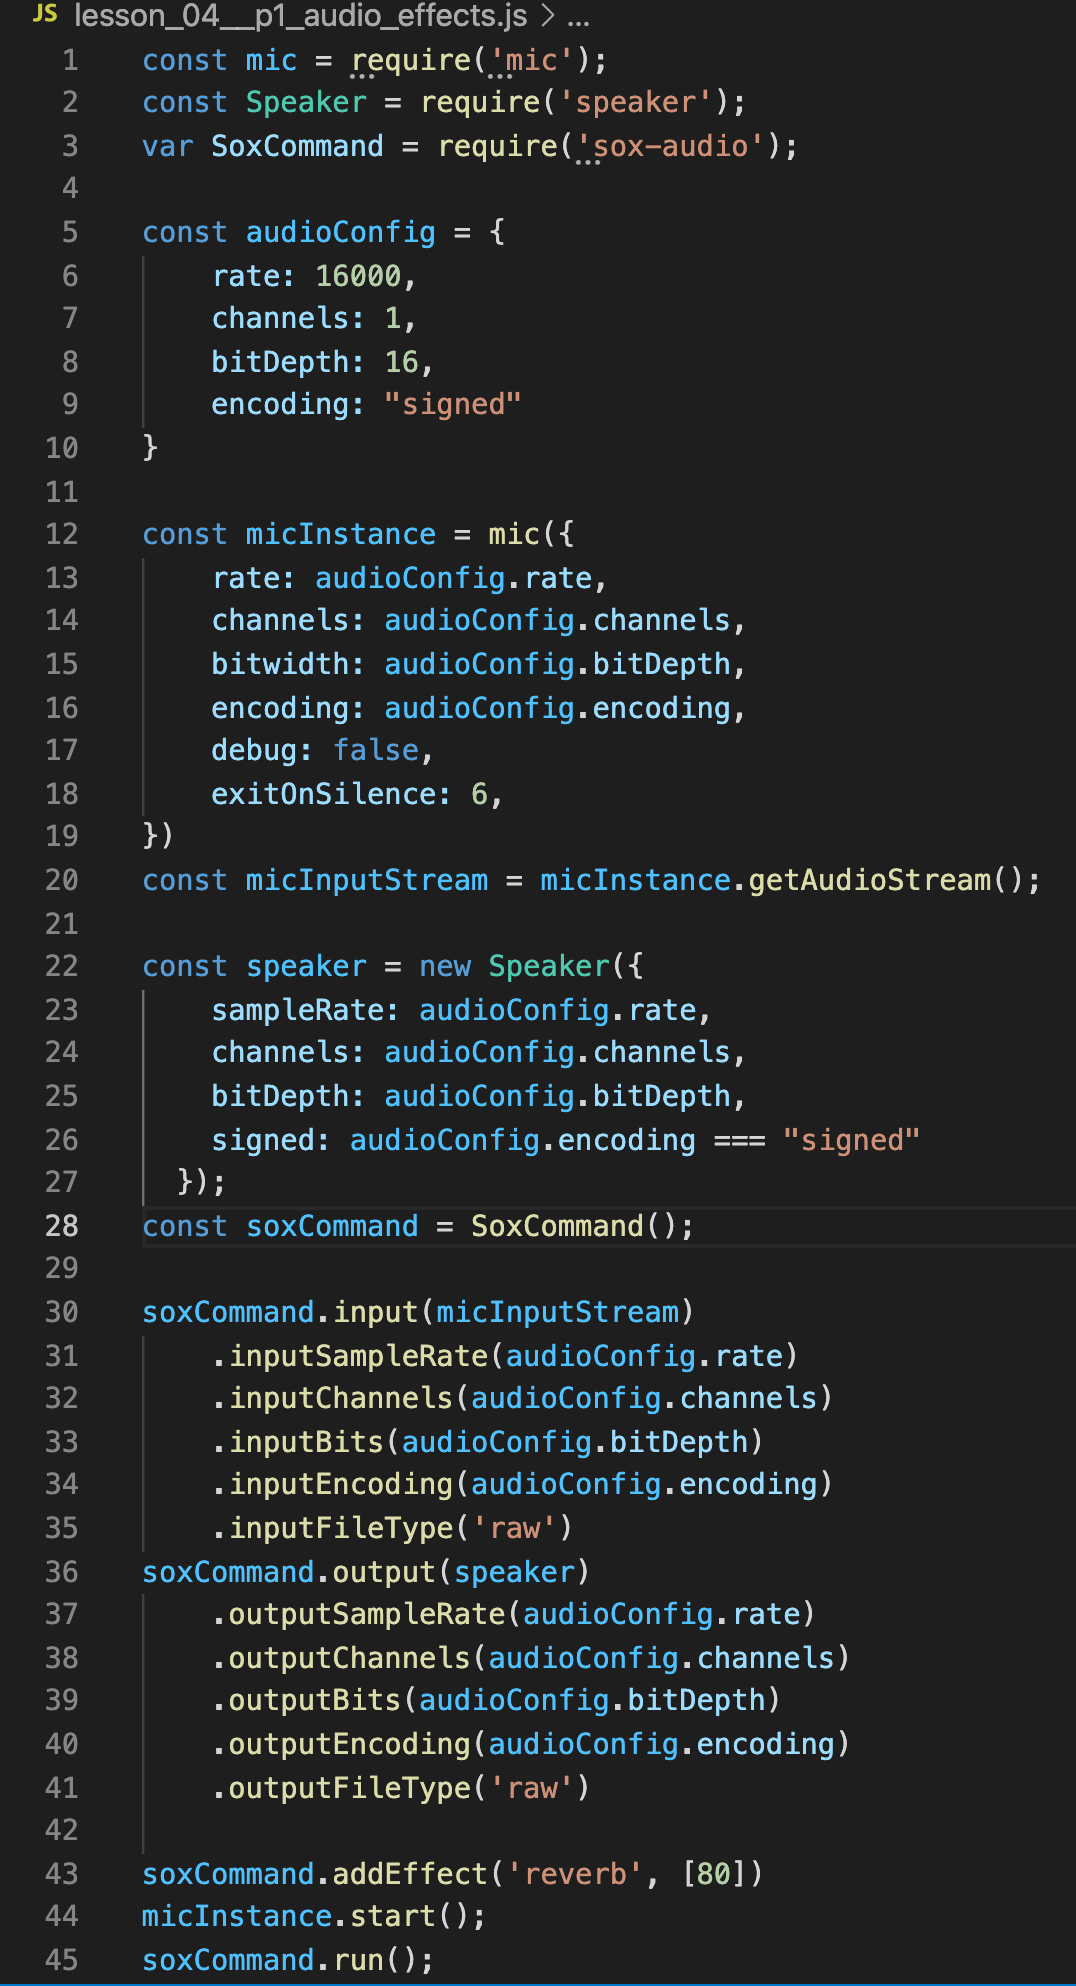 JS lesson_04__p1_audio_effects.js > ...
1 const mic = require('mic');
2 const Speaker = require('speaker');
3 var SoxCommand = require('sox-audio');
4
5 const audioConfig = {
6     rate: 16000,
7     channels: 1,
8     bitDepth: 16,
9     encoding: "signed"
10 }
11
12 const micInstance = mic({
13     rate: audioConfig.rate,
14     channels: audioConfig.channels,
15     bitwidth: audioConfig.bitDepth,
16     encoding: audioConfig.encoding,
17     debug: false,
18     exitOnSilence: 6,
19 })
20 const micInputStream = micInstance.getAudioStream();
21
22 const speaker = new Speaker({
23     sampleRate: audioConfig.rate,
24     channels: audioConfig.channels,
25     bitDepth: audioConfig.bitDepth,
26     signed: audioConfig.encoding === "signed"
27   });
28 const soxCommand = SoxCommand();
29
30 soxCommand.input(micInputStream)
31     .inputSampleRate(audioConfig.rate)
32     .inputChannels(audioConfig.channels)
33     .inputBits(audioConfig.bitDepth)
34     .inputEncoding(audioConfig.encoding)
35     .inputFileType('raw')
36 soxCommand.output(speaker)
37     .outputSampleRate(audioConfig.rate)
38     .outputChannels(audioConfig.channels)
39     .outputBits(audioConfig.bitDepth)
40     .outputEncoding(audioConfig.encoding)
41     .outputFileType('raw')
42
43 soxCommand.addEffect('reverb', [80])
44 micInstance.start();
45 soxCommand.run();